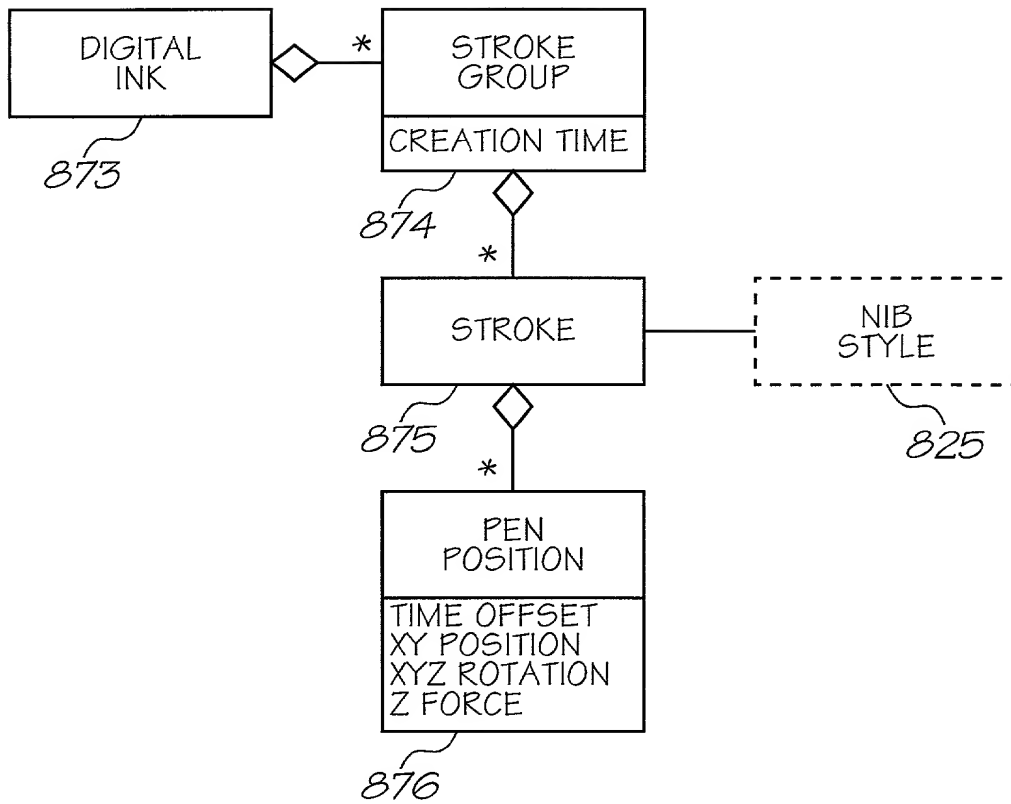 DIGITAL
INK
*
STROKE
GROUP
CREATION TIME
873
874
*
STROKE
NIB
STYLE
875
825
*
PEN
POSITION
TIME OFFSET
XY POSITION
XYZ ROTATION
Z FORCE
876